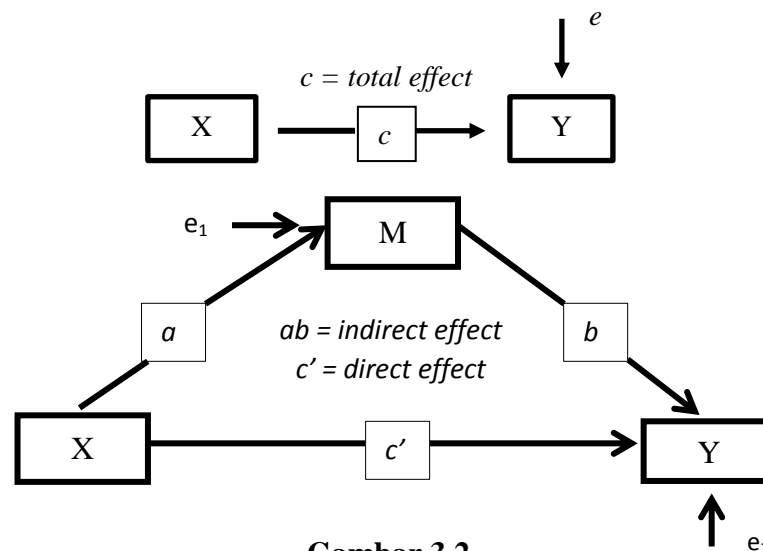 e
c = total effect
X
c
Y
e₁
M
a
ab = indirect effect
c’ = direct effect
b
X
c’
Y
Gambar 3.2